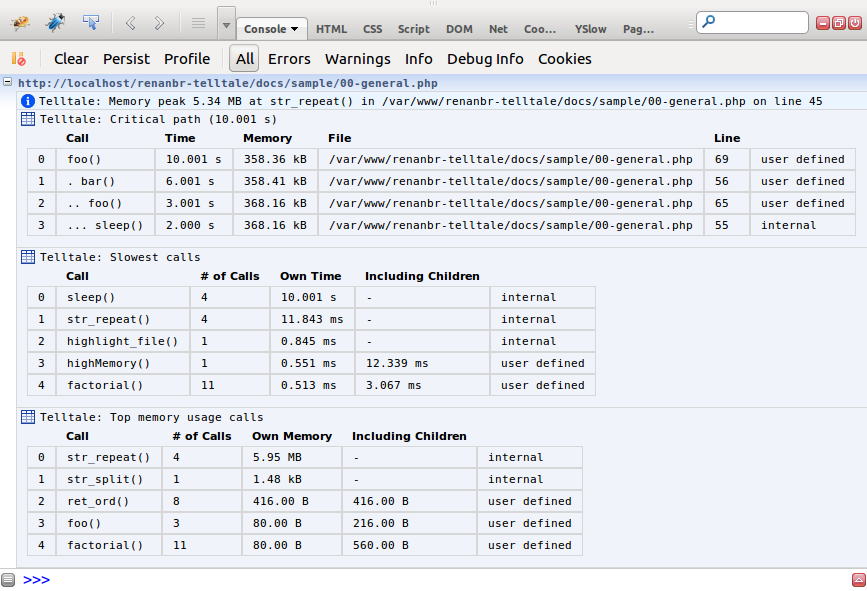 Console HTML CSS Script DOM Net Coo... YSlow Pag...
Clear Persist Profile All Errors Warnings Info Debug Info Cookies
http://localhost/renanbr-telltale/docs/sample/00-general.php
Telltale: Memory peak 5.34 MB at str_repeat() in /var/www/renanbr-telltale/docs/sample/00-general.php on line 45
Telltale: Critical path (10.001 s)
Call Time Memory File Line
0 foo() 10.001 s 358.36 kB /var/www/renanbr-telltale/docs/sample/00-general.php 69 user defined
1 . bar() 6.001 s 358.41 kB /var/www/renanbr-telltale/docs/sample/00-general.php 56 user defined
2 .. foo() 3.001 s 368.16 kB /var/www/renanbr-telltale/docs/sample/00-general.php 65 user defined
3 ... sleep() 2.000 s 368.16 kB /var/www/renanbr-telltale/docs/sample/00-general.php 55 internal
Telltale: Slowest calls
Call # of Calls Own Time Including Children
0 sleep() 4 10.001 s - internal
1 str_repeat() 4 11.843 ms - internal
2 highlight_file() 1 0.845 ms - internal
3 highMemory() 1 0.551 ms 12.339 ms user defined
4 factorial() 11 0.513 ms 3.067 ms user defined
Telltale: Top memory usage calls
Call # of Calls Own Memory Including Children
0 str_repeat() 4 5.95 MB - internal
1 str_split() 1 1.48 kB - internal
2 ret_ord() 8 416.00 B 416.00 B user defined
3 foo() 3 80.00 B 216.00 B user defined
4 factorial() 11 80.00 B 560.00 B user defined
>>>